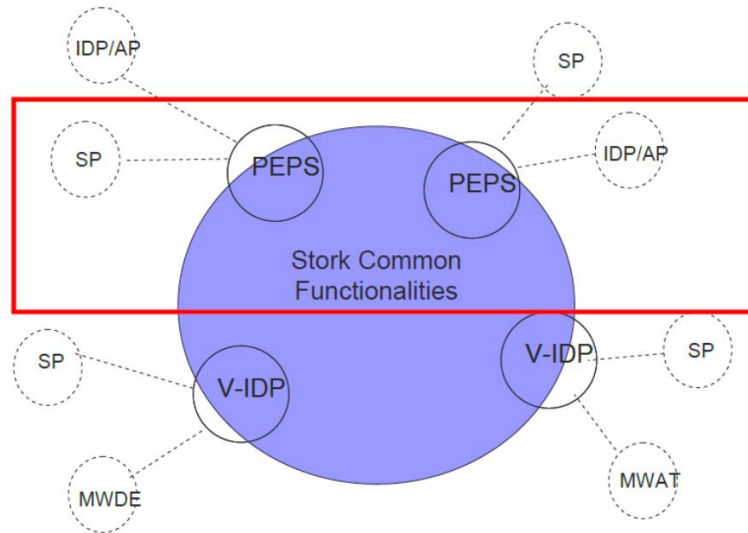 IDP/AP
SP
SP
PEPS
PEPS
IDP/AP
Stork Common
Functionalities
SP
V-IDP
V-IDP
SP
MWDE
MWAT